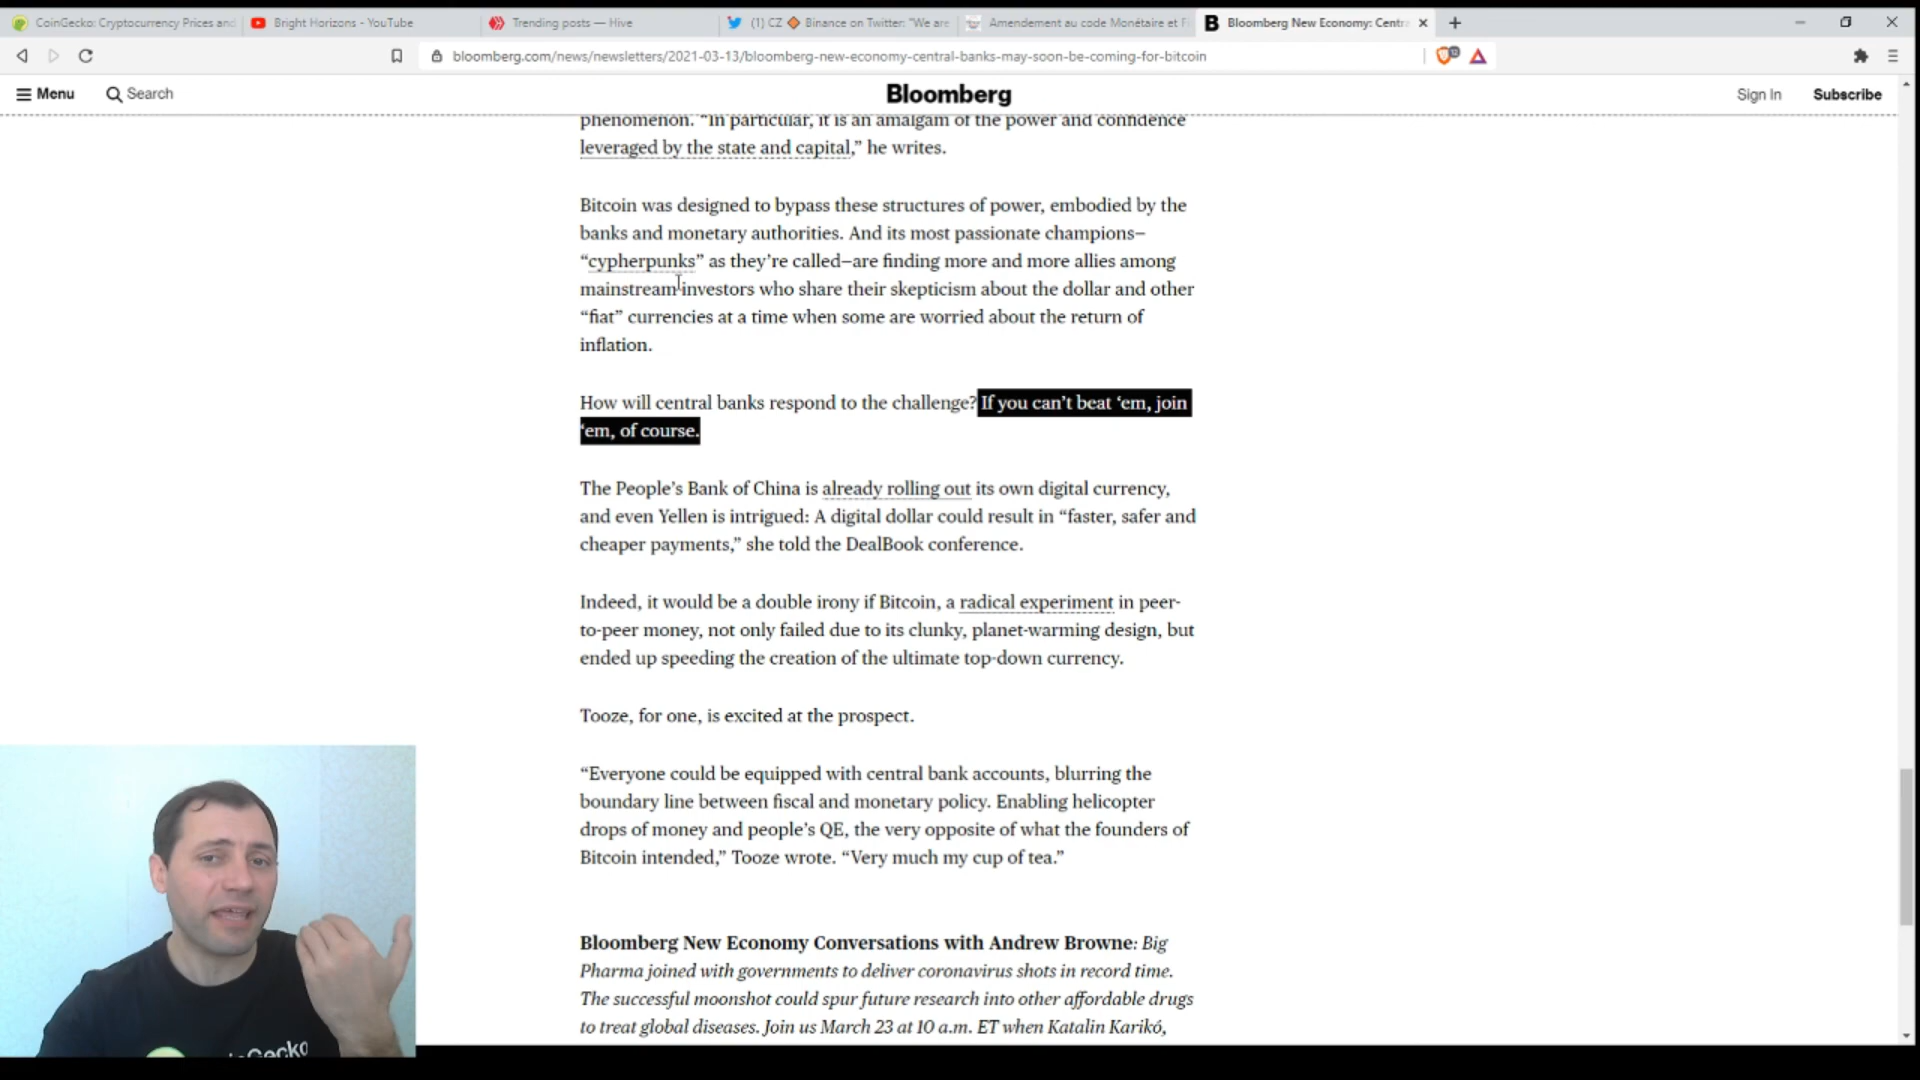 CoinGecko: Cryptocurrency Prices and
Bright Horizons - YouTube
Trending posts — Hive
(1) CZ 🔶 Binance on Twitter: "We are
Amendement au code Monétaire et Fi
B
Bloomberg New Economy: Centr
bloomberg.com/news/newsletters/2021-03-13/bloomberg-new-economy-central-banks-may-soon-be-coming-for-bitcoin
Menu
Search
Bloomberg
Sign In
Subscribe
phenomenon. “In particular, it is an amalgam of the power and confidence
leveraged by the state and capital,” he writes.
Bitcoin was designed to bypass these structures of power, embodied by the
banks and monetary authorities. And its most passionate champions—
“cypherpunks” as they’re called—are finding more and more allies among
mainstream investors who share their skepticism about the dollar and other
“fiat” currencies at a time when some are worried about the return of
inflation.
How will central banks respond to the challenge? If you can’t beat ‘em, join
‘em, of course.
The People’s Bank of China is already rolling out its own digital currency,
and even Yellen is intrigued: A digital dollar could result in “faster, safer and
cheaper payments,” she told the DealBook conference.
Indeed, it would be a double irony if Bitcoin, a radical experiment in peer-
to-peer money, not only failed due to its clunky, planet-warming design, but
ended up speeding the creation of the ultimate top-down currency.
Tooze, for one, is excited at the prospect.
“Everyone could be equipped with central bank accounts, blurring the
boundary line between fiscal and monetary policy. Enabling helicopter
drops of money and people’s QE, the very opposite of what the founders of
Bitcoin intended,” Tooze wrote. “Very much my cup of tea.”
Bloomberg New Economy Conversations with Andrew Browne: Big
Pharma joined with governments to deliver coronavirus shots in record time.
The successful moonshot could spur future research into other affordable drugs
to treat global diseases. Join us March 23 at 10 a.m. ET when Katalin Karikó,